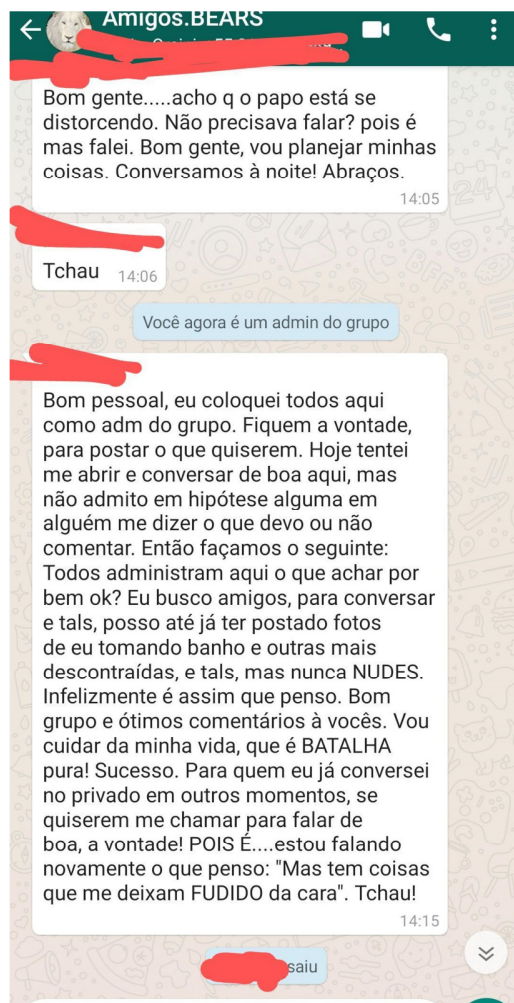 Amigos.BEARS
Bom gente.....acho q o papo está se
distorcendo. Não precisava falar? pois é
mas falei. Bom gente, vou planejar minhas
coisas. Conversamos à noite! Abraços.
14:05
Tchau 14:06
Você agora é um admin do grupo
Bom pessoal, eu coloquei todos aqui
como adm do grupo. Fiquem a vontade,
para postar o que quiserem. Hoje tentei
me abrir e conversar de boa aqui, mas
não admito em hipótese alguma em
alguém me dizer o que devo ou não
comentar. Então façamos o seguinte:
Todos administram aqui o que achar por
bem ok? Eu busco amigos, para conversar
e tals, posso até já ter postado fotos
de eu tomando banho e outras mais
descontraídas, e tals, mas nunca NUDES.
Infelizmente é assim que penso. Bom
grupo e ótimos comentários à vocês. Vou
cuidar da minha vida, que é BATALHA
pura! Sucesso. Para quem eu já conversei
no privado em outros momentos, se
quiserem me chamar para falar de
boa, a vontade! POIS É....estou falando
novamente o que penso: "Mas tem coisas
que me deixam FUDIDO da cara". Tchau!
14:15
saiu